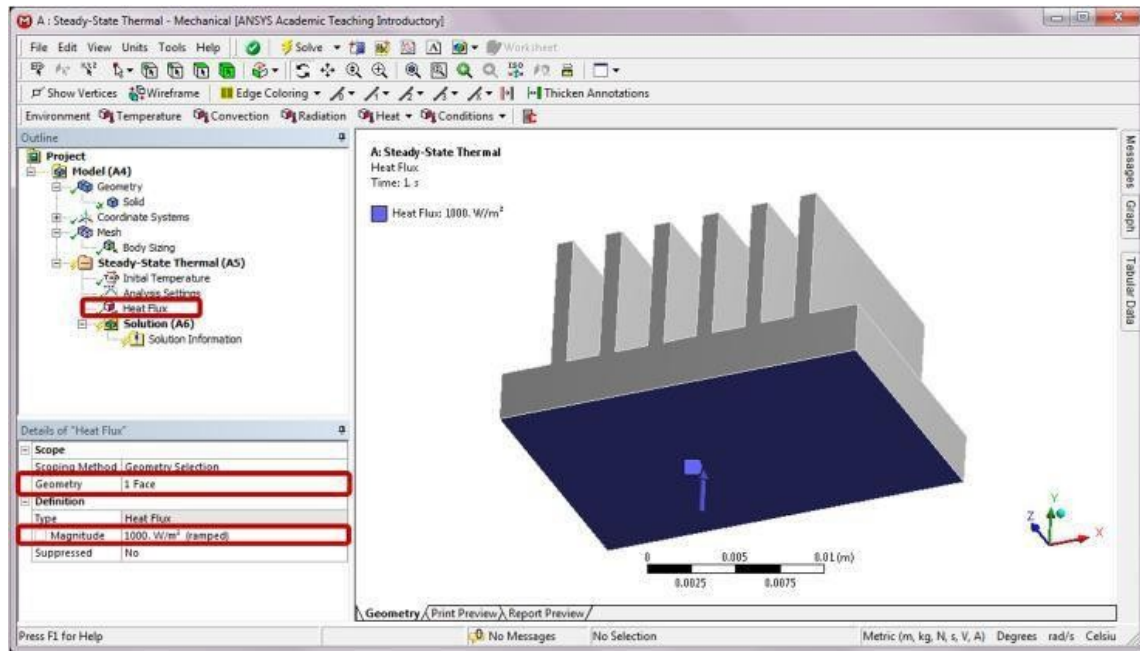 A : Steady-State Thermal - Mechanical [ANSYS Academic Teaching Introductory]
File Edit View Units Tools Help Solve Worksheet
Show Vertices Wireframe Edge Coloring Thicken Annotations
Environment Temperature Convection Radiation Heat Conditions
Outline
Project
Model (A4)
Geometry
Solid
Coordinate Systems
Mesh
Body Sizing
Steady-State Thermal (A5)
Initial Temperature
Analysis Settings
Heat Flux
Solution (A6)
Solution Information
Details of "Heat Flux"
Scope
Scoping Method Geometry Selection
Geometry 1 Face
Definition
Type Heat Flux
Magnitude 1000. W/m² (ramped)
Suppressed No
A: Steady-State Thermal
Heat Flux
Time: 1. s
Heat Flux: 1000. W/m²
Z Y X
0 0.005 0.01 (m)
0.0025 0.0075
Geometry Print Preview Report Preview
Messages
Graph
Tabular Data
Press F1 for Help No Messages No Selection Metric (m, kg, N, s, V, A) Degrees rad/s Celsiu